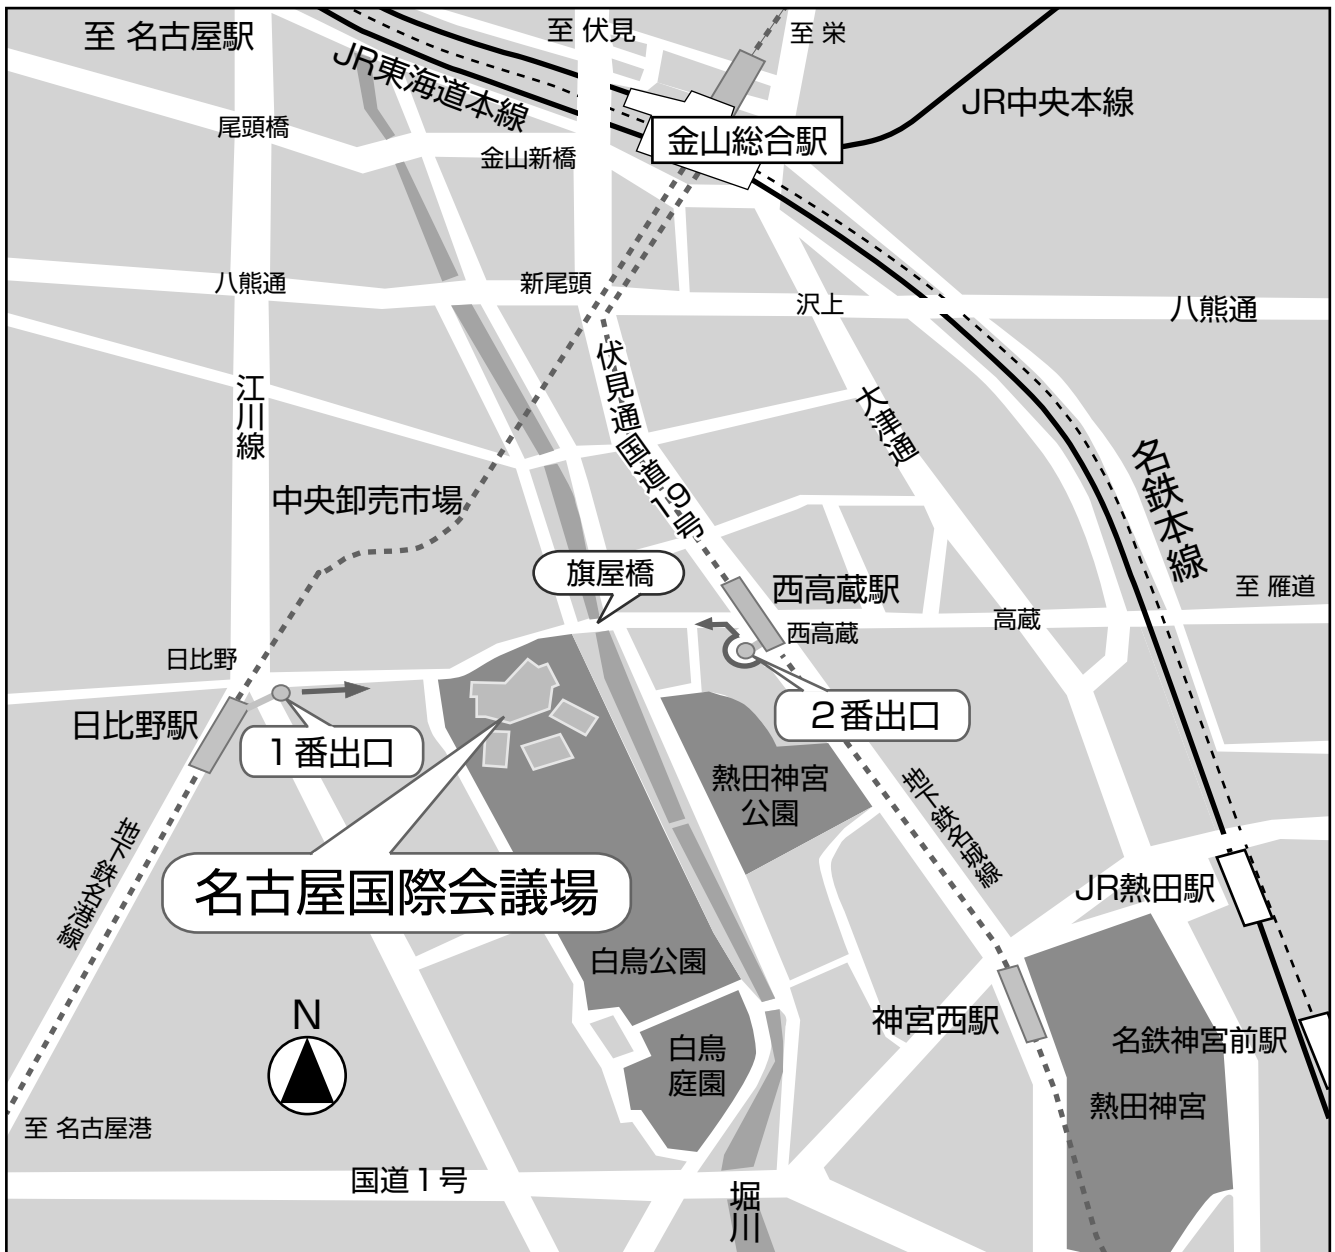 至 名古屋駅
至 伏見
至 栄
JR東海道本線
JR中央本線
尾頭橋
金山新橋
金山総合駅
八熊通
新尾頭
沢上
八熊通
江川線
伏見通国道19号
大津通
名鉄本線
中央卸売市場
旗屋橋
西高蔵駅
至 雁道
西高蔵
高蔵
日比野
日比野駅
1番出口
2番出口
熱田神宮
公園
地下鉄名城線
地下鉄名港線
名古屋国際会議場
JR熱田駅
白鳥公園
N
神宮西駅
名鉄神宮前駅
白鳥
庭園
熱田神宮
至 名古屋港
国道1号
堀川